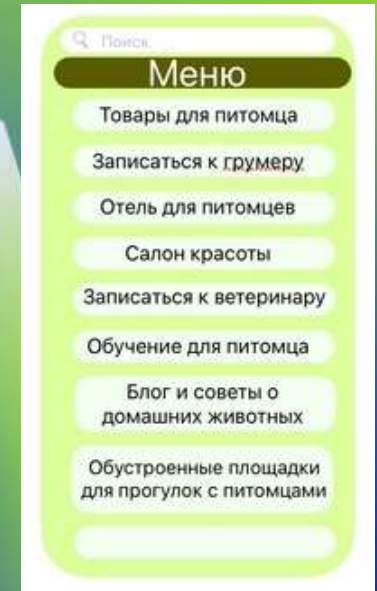 Поиск
Меню
Товары для питомца
Записаться к грумеру
Отель для питомцев
Салон красоты
Записаться к ветеринару
Обучение для питомца
Блог и советы о
домашних животных
Обустроенные площадки
для прогулок с питомцами